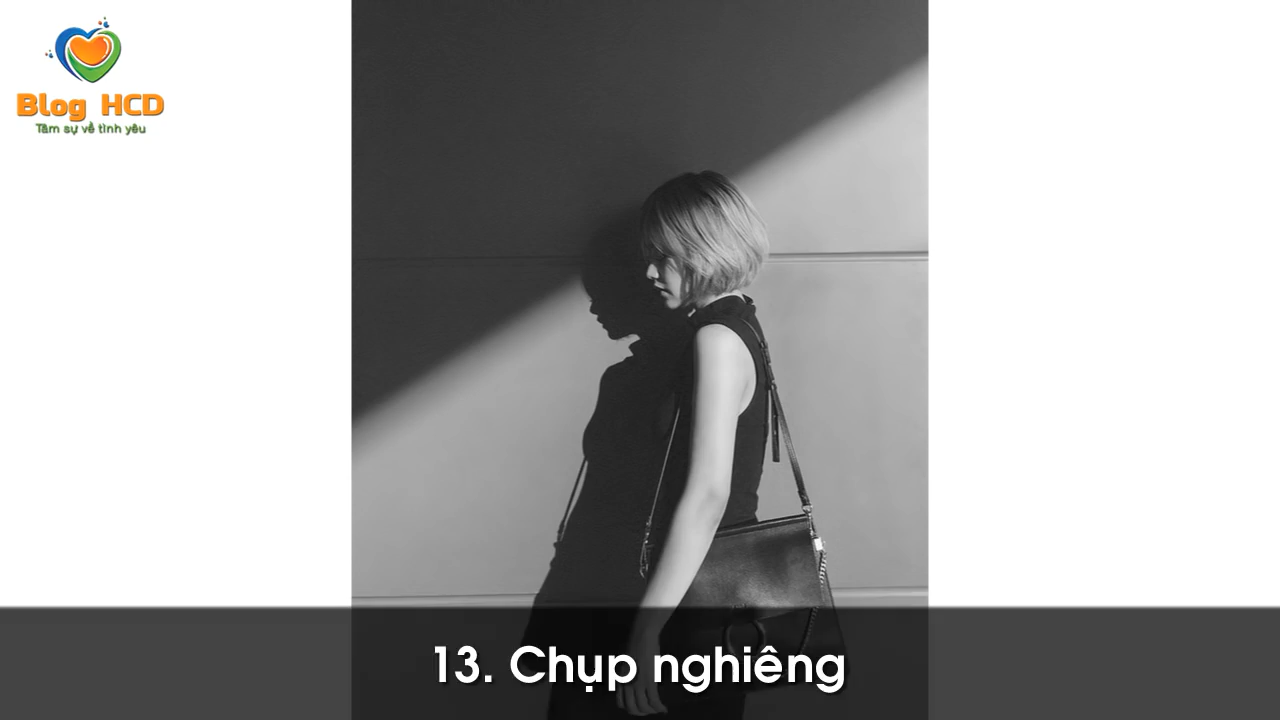 Blog HCD
Tâm sự về tình yêu
13. Chụp nghiêng